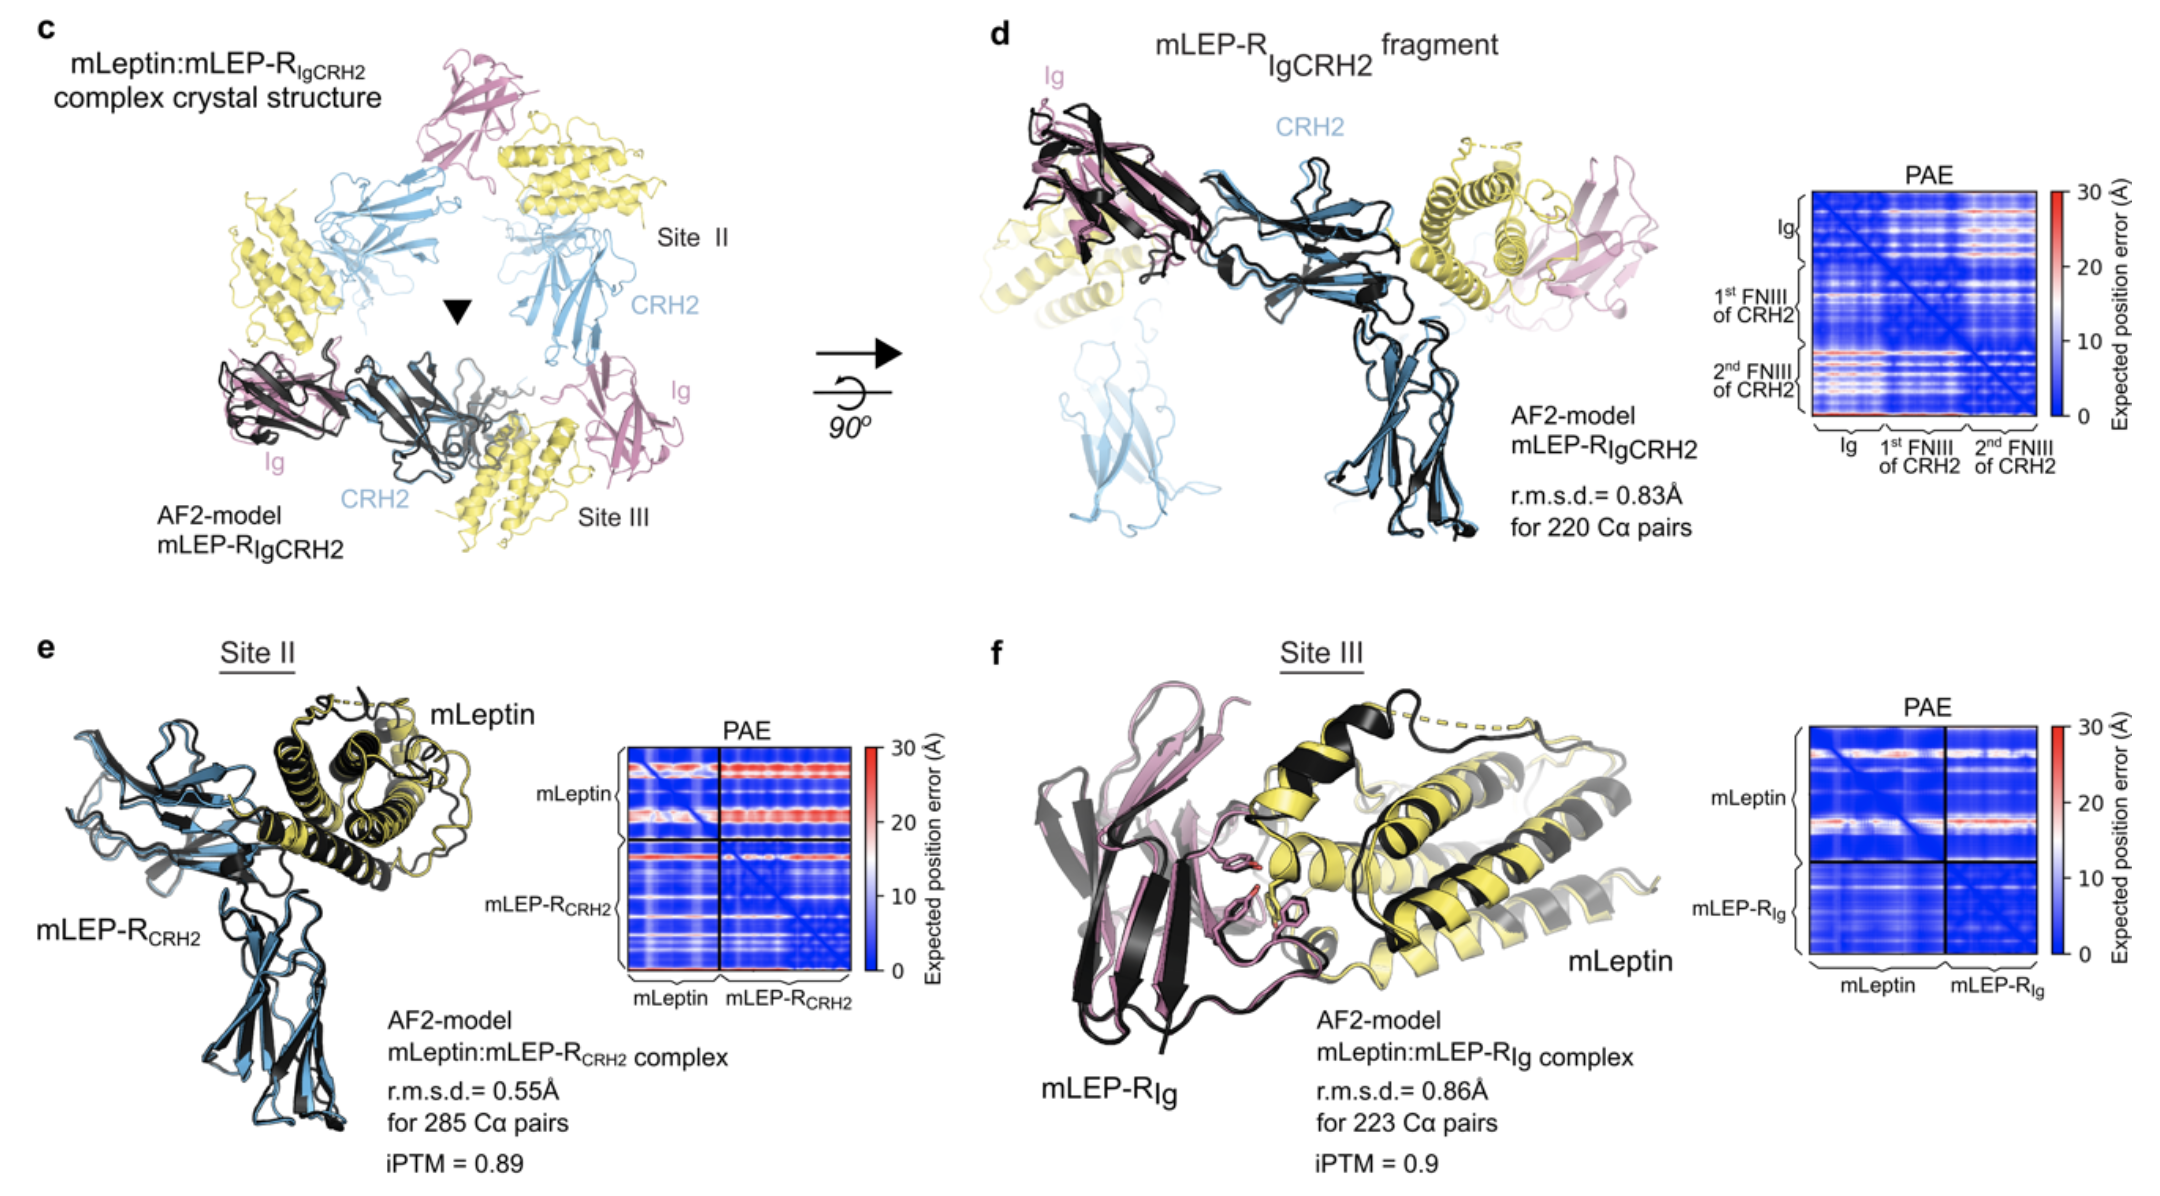 c
mLeptin:mLEP-RIgCRH2
complex crystal structure
Site II
CRH2
Ig
Ig
CRH2
Site III
AF2-model
mLEP-RIgCRH2
90º
d
mLEP-RIgCRH2 fragment
Ig
CRH2
AF2-model
mLEP-RIgCRH2
r.m.s.d.= 0.83Å
for 220 Cα pairs
PAE
Ig
1st FNIII
of CRH2
2nd FNIII
of CRH2
Ig
1st FNIII
of CRH2
2nd FNIII
of CRH2
30
20
10
0
Expected position error (Å)
e
Site II
mLeptin
mLEP-RCRH2
AF2-model
mLeptin:mLEP-RCRH2 complex
r.m.s.d.= 0.55Å
for 285 Cα pairs
iPTM = 0.89
PAE
mLeptin
mLEP-RCRH2
mLeptin
mLEP-RCRH2
30
20
10
0
Expected position error (Å)
f
Site III
mLeptin
mLEP-RIg
AF2-model
mLeptin:mLEP-RIg complex
r.m.s.d.= 0.86Å
for 223 Cα pairs
iPTM = 0.9
PAE
mLeptin
mLEP-RIg
mLeptin
mLEP-RIg
30
20
10
0
Expected position error (Å)